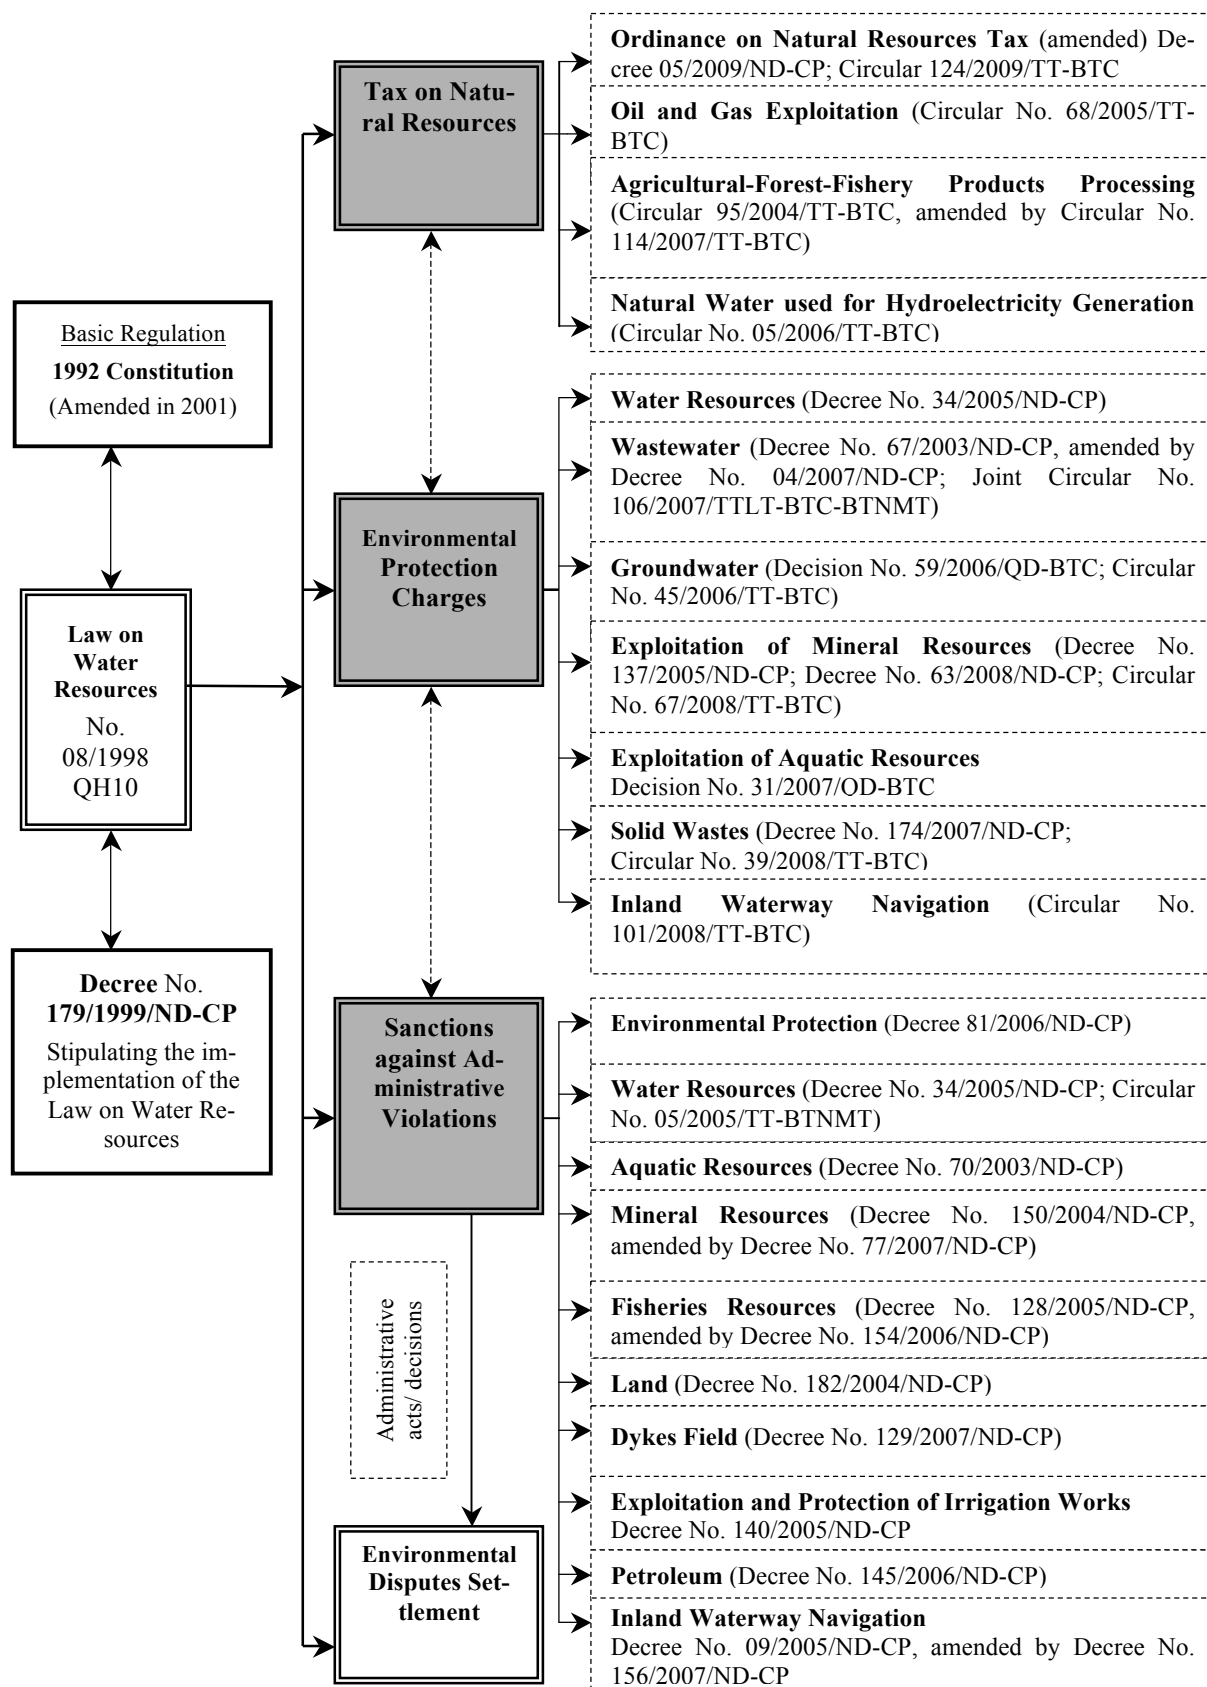 Basic Regulation
1992 Constitution
(Amended in 2001)
Law on
Water
Resources
No.
08/1998
QH10
Decree No.
179/1999/ND-CP
Stipulating the im-
plementation of the
Law on Water Re-
sources
Tax on Natu-
ral Resources
Ordinance on Natural Resources Tax (amended) De-
cree 05/2009/ND-CP; Circular 124/2009/TT-BTC
Oil and Gas Exploitation (Circular No. 68/2005/TT-
BTC)
Agricultural-Forest-Fishery Products Processing
(Circular 95/2004/TT-BTC, amended by Circular No.
114/2007/TT-BTC)
Natural Water used for Hydroelectricity Generation
(Circular No. 05/2006/TT-BTC)
Environmental
Protection
Charges
Water Resources (Decree No. 34/2005/ND-CP)
Wastewater (Decree No. 67/2003/ND-CP, amended by
Decree No. 04/2007/ND-CP; Joint Circular No.
106/2007/TTLT-BTC-BTNMT)
Groundwater (Decision No. 59/2006/QD-BTC; Circular
No. 45/2006/TT-BTC)
Exploitation of Mineral Resources (Decree No.
137/2005/ND-CP; Decree No. 63/2008/ND-CP; Circular
No. 67/2008/TT-BTC)
Exploitation of Aquatic Resources
Decision No. 31/2007/QD-BTC
Solid Wastes (Decree No. 174/2007/ND-CP;
Circular No. 39/2008/TT-BTC)
Inland Waterway Navigation (Circular No.
101/2008/TT-BTC)
Sanctions
against Ad-
ministrative
Violations
Environmental Protection (Decree 81/2006/ND-CP)
Water Resources (Decree No. 34/2005/ND-CP; Circular
No. 05/2005/TT-BTNMT)
Aquatic Resources (Decree No. 70/2003/ND-CP)
Mineral Resources (Decree No. 150/2004/ND-CP,
amended by Decree No. 77/2007/ND-CP)
Fisheries Resources (Decree No. 128/2005/ND-CP,
amended by Decree No. 154/2006/ND-CP)
Land (Decree No. 182/2004/ND-CP)
Dykes Field (Decree No. 129/2007/ND-CP)
Exploitation and Protection of Irrigation Works
Decree No. 140/2005/ND-CP
Petroleum (Decree No. 145/2006/ND-CP)
Inland Waterway Navigation
Decree No. 09/2005/ND-CP, amended by Decree No.
156/2007/ND-CP
Administrative
acts/ decisions
Environmental
Disputes Set-
tlement